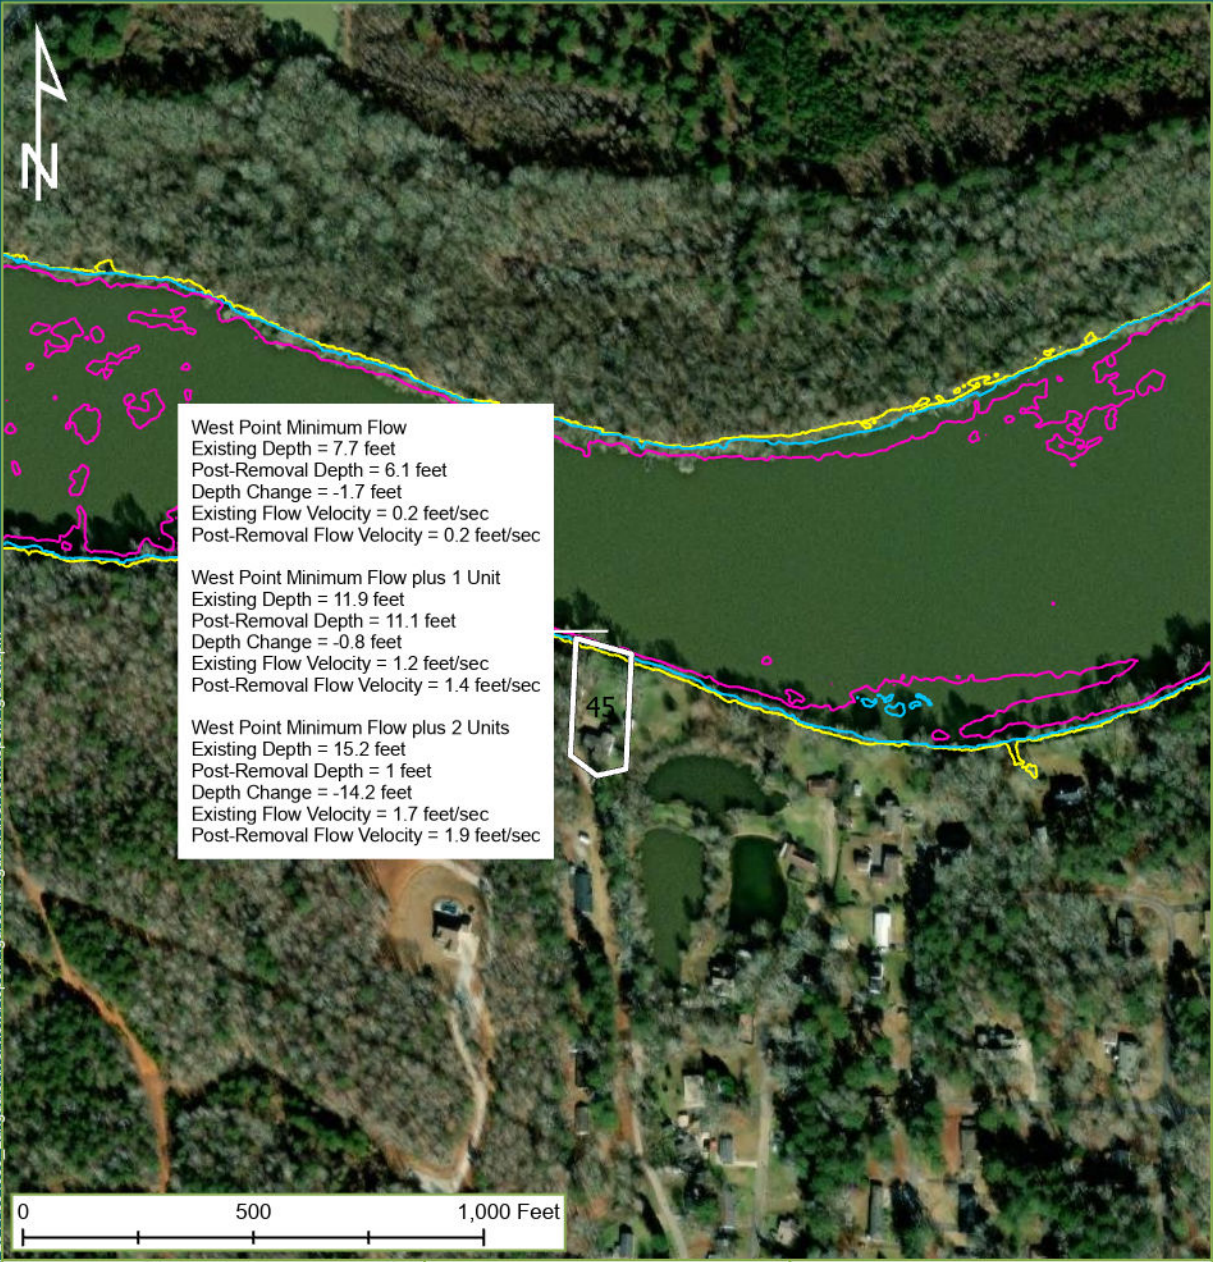 N
West Point Minimum Flow
Existing Depth = 7.7 feet
Post-Removal Depth = 6.1 feet
Depth Change = -1.7 feet
Existing Flow Velocity = 0.2 feet/sec
Post-Removal Flow Velocity = 0.2 feet/sec
West Point Minimum Flow plus 1 Unit
Existing Depth = 11.9 feet
Post-Removal Depth = 11.1 feet
Depth Change = -0.8 feet
Existing Flow Velocity = 1.2 feet/sec
Post-Removal Flow Velocity = 1.4 feet/sec
West Point Minimum Flow plus 2 Units
Existing Depth = 15.2 feet
Post-Removal Depth = 1 feet
Depth Change = -14.2 feet
Existing Flow Velocity = 1.7 feet/sec
Post-Removal Flow Velocity = 1.9 feet/sec
45
0 500 1,000 Feet